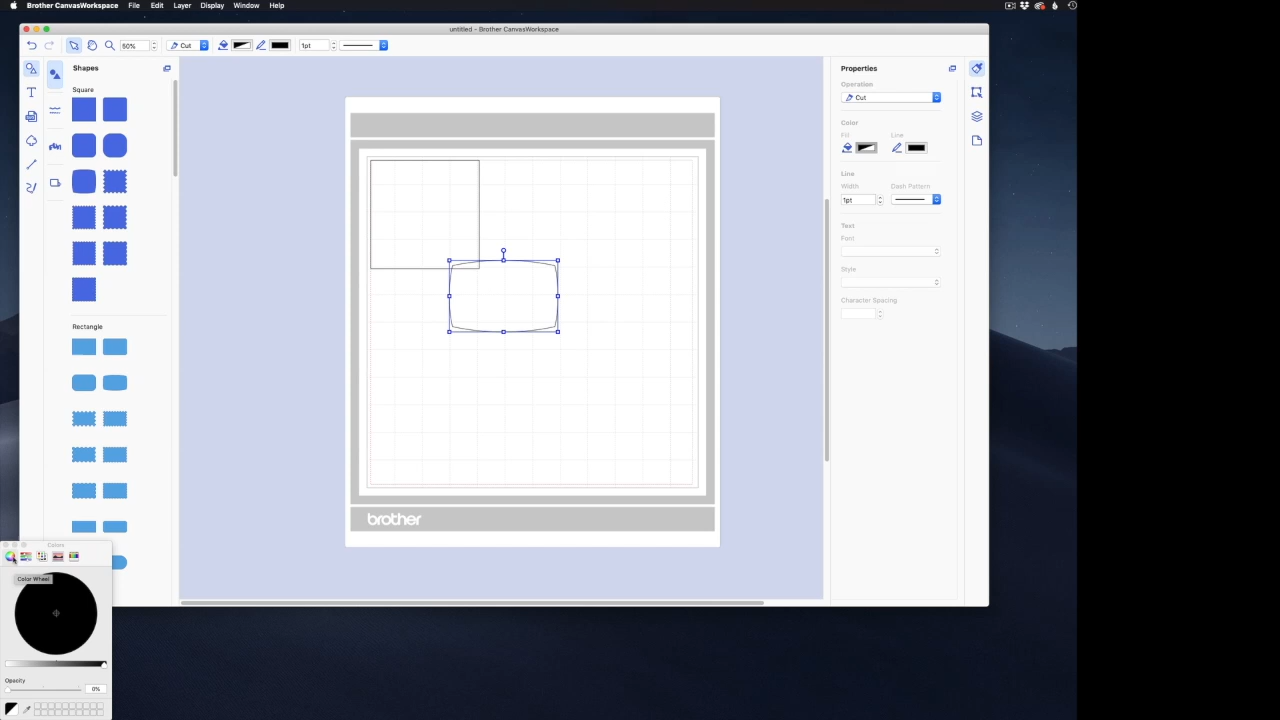 Brother CanvasWorkspace File Edit Layer Display Window Help
untitled - Brother CanvasWorkspace
50% Cut 1pt
Shapes
Square
Rectangle
brother
Properties
Operation
Cut
Color
Fill Line
Line
Width Dash Pattern
1pt
Text
Font
Style
Character Spacing
Colors
Color Wheel
Opacity
0%